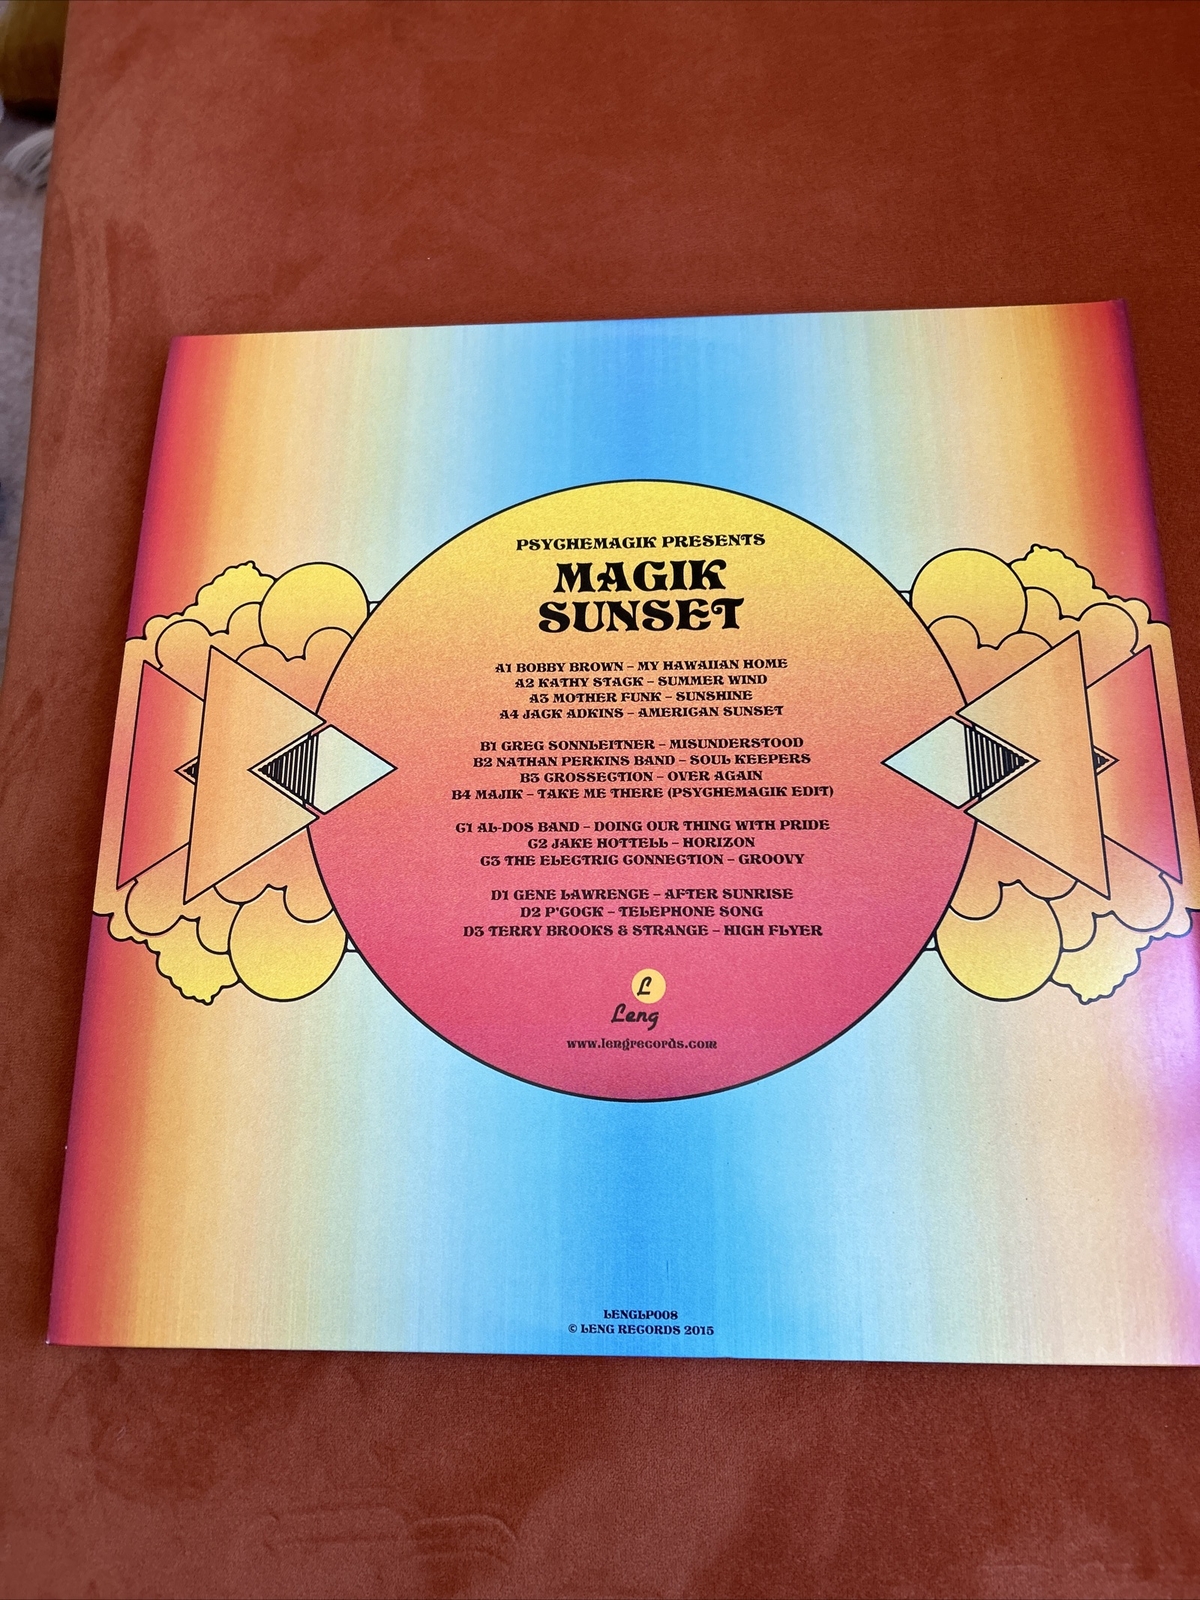 PSYCHEMAGIK PRESENTS
MAGIK
SUNSET
A1 BOBBY BROWN – MY HAWAIIAN HOME
A2 KATHY STACK – SUMMER WIND
A3 MOTHER FUNK – SUNSHINE
A4 JACK ADKINS – AMERICAN SUNSET
B1 GREG SONNLEITNER – MISUNDERSTOOD
B2 NATHAN PERKINS BAND – SOUL KEEPERS
B3 CROSSECTION – OVER AGAIN
B4 MAJIK – TAKE ME THERE (PSYCHEMAGIK EDIT)
C1 AL-DOS BAND – DOING OUR THING WITH PRIDE
C2 JAKE HOTTELL – HORIZON
C3 THE ELECTRIC CONNECTION – GROOVY
D1 GENE LAWRENCE – AFTER SUNRISE
D2 P'COCK – TELEPHONE SONG
D3 TERRY BROOKS & STRANGE – HIGH FLYER
L
Leng
www.lengrecords.com
LENGLP008
© LENG RECORDS 2015